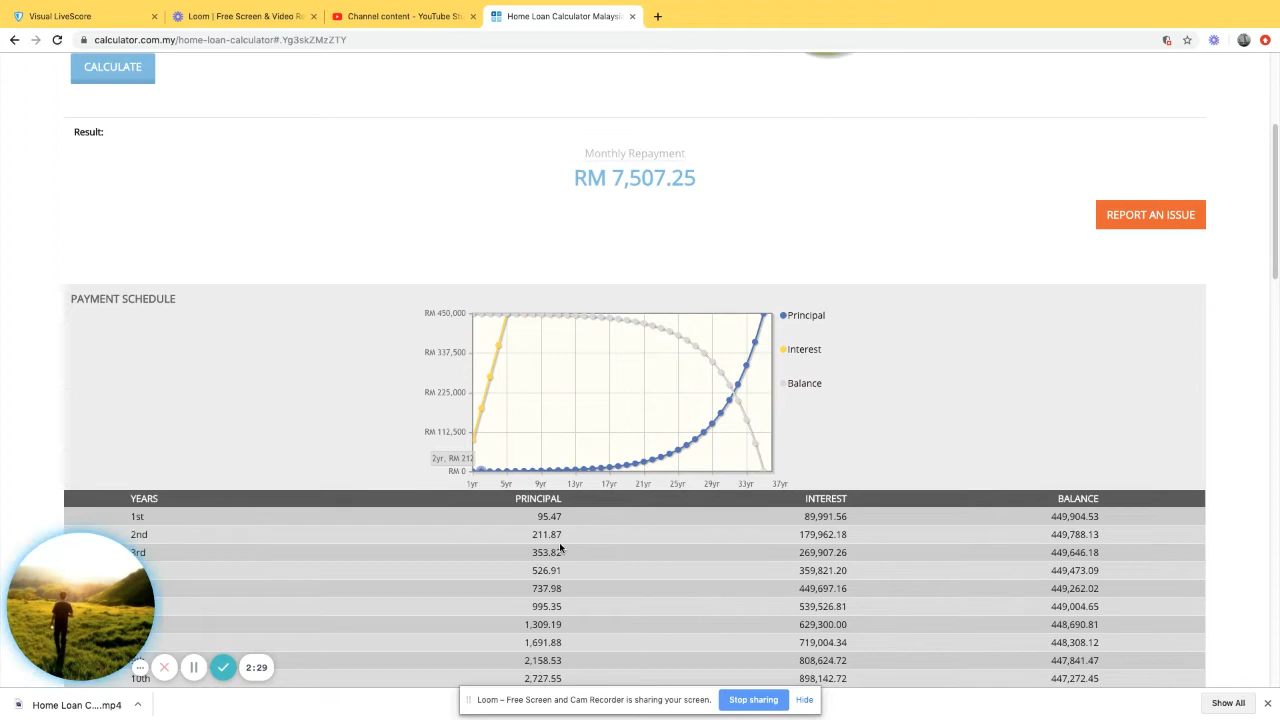 Visual LiveScore
Loom | Free Screen & Video Re
Channel content - YouTube St
Home Loan Calculator Malaysia
calculator.com.my/home-loan-calculator#.Yg3skZMzZTY
CALCULATE
Result:
Monthly Repayment
RM 7,507.25
REPORT AN ISSUE
PAYMENT SCHEDULE
RM 450,000
RM 337,500
RM 225,000
RM 112,500
RM 0
2yr, RM 212
1yr 5yr 9yr 13yr 17yr 21yr 25yr 29yr 33yr 37yr
Principal
Interest
Balance
YEARS PRINCIPAL INTEREST BALANCE
1st 95.47 89,991.56 449,904.53
2nd 211.87 179,962.18 449,788.13
3rd 353.82 269,907.26 449,646.18
526.91 359,821.20 449,473.09
737.98 449,697.16 449,262.02
995.35 539,526.81 449,004.65
1,309.19 629,300.00 448,690.81
1,691.88 719,004.34 448,308.12
2,158.53 808,624.72 447,841.47
10th 2,727.55 898,142.72 447,272.45
2:29
Loom – Free Screen and Cam Recorder is sharing your screen.
Stop sharing
Hide
Home Loan C....mp4
Show All